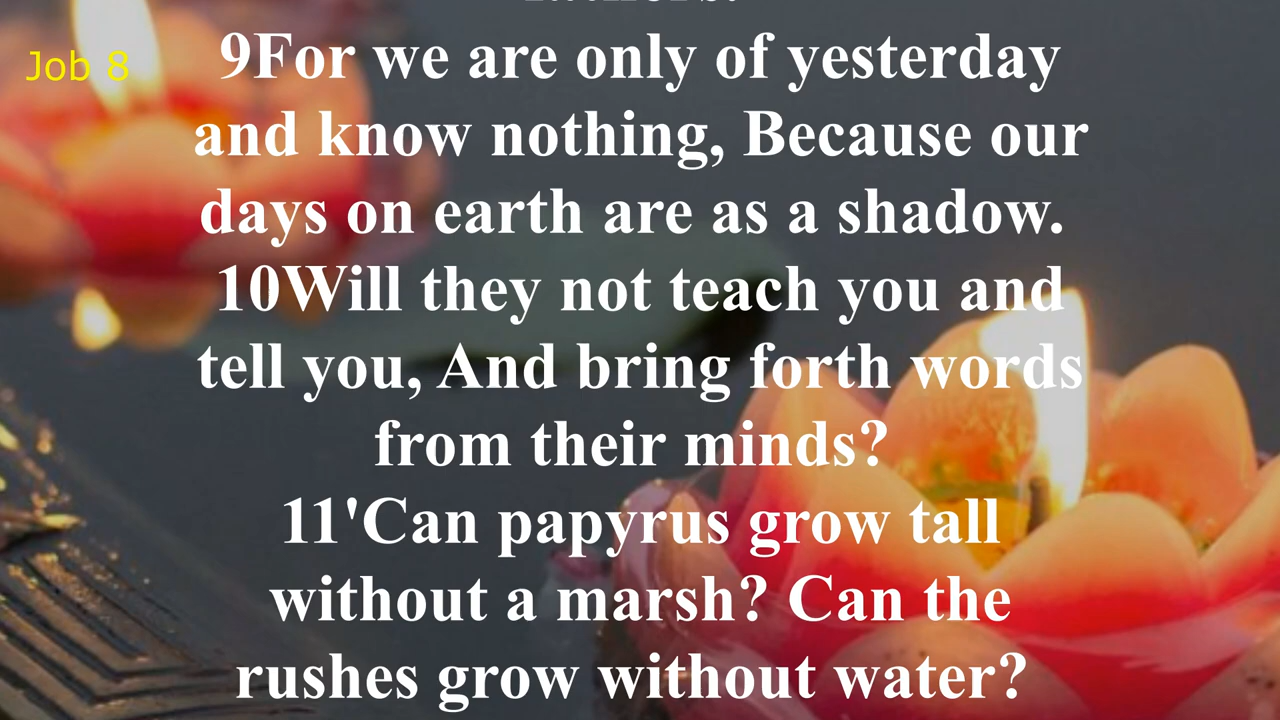 Job 8
9For we are only of yesterday
and know nothing, Because our
days on earth are as a shadow.
10Will they not teach you and
tell you, And bring forth words
from their minds?
11'Can papyrus grow tall
without a marsh? Can the
rushes grow without water?